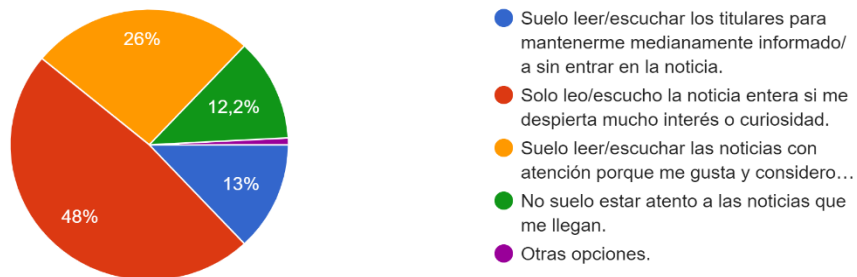 26%
12,2%
13%
48%
Suelo leer/escuchar los titulares para
mantenerme medianamente informado/
a sin entrar en la noticia.
Solo leo/escucho la noticia entera si me
despierta mucho interés o curiosidad.
Suelo leer/escuchar las noticias con
atención porque me gusta y considero…
No suelo estar atento a las noticias que
me llegan.
Otras opciones.